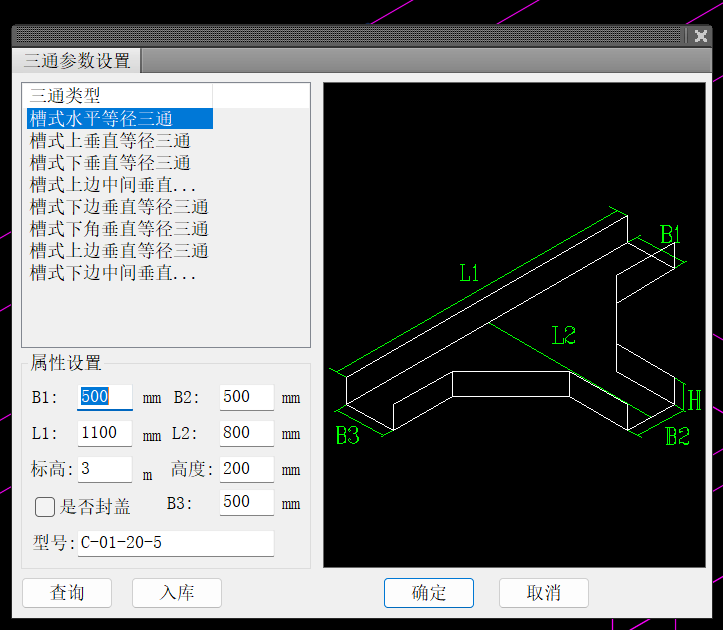 三通参数设置
三通类型
槽式水平等径三通
槽式上垂直等径三通
槽式下垂直等径三通
槽式上边中间垂直...
槽式下边垂直等径三通
槽式下角垂直等径三通
槽式上边垂直等径三通
槽式下边中间垂直...
属性设置
B1: 500 mm B2: 500 mm
L1: 1100 mm L2: 800 mm
标高: 3 m 高度: 200 mm
是否封盖 B3: 500 mm
型号: C-01-20-5
查询 入库
B1
L1
L2
H
B3
B2
确定 取消